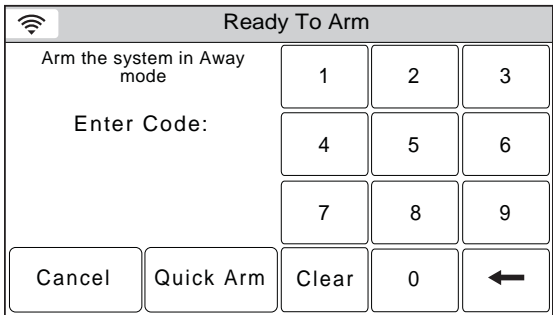 Ready To Arm
Arm the system in Away
mode
Enter Code:
1 2 3
4 5 6
7 8 9
Cancel Quick Arm Clear 0